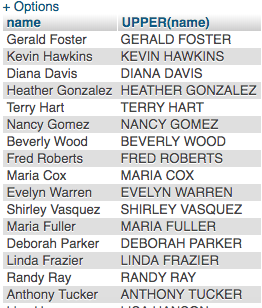 + Options
name UPPER(name)
Gerald Foster GERALD FOSTER
Kevin Hawkins KEVIN HAWKINS
Diana Davis DIANA DAVIS
Heather Gonzalez HEATHER GONZALEZ
Terry Hart TERRY HART
Nancy Gomez NANCY GOMEZ
Beverly Wood BEVERLY WOOD
Fred Roberts FRED ROBERTS
Maria Cox MARIA COX
Evelyn Warren EVELYN WARREN
Shirley Vasquez SHIRLEY VASQUEZ
Maria Fuller MARIA FULLER
Deborah Parker DEBORAH PARKER
Linda Frazier LINDA FRAZIER
Randy Ray RANDY RAY
Anthony Tucker ANTHONY TUCKER